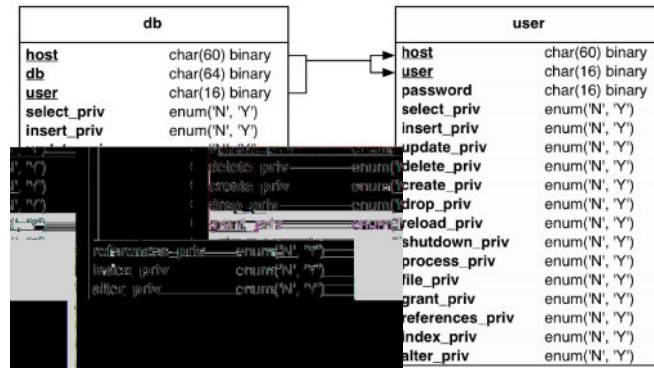 db
host char(60) binary
db char(64) binary
user char(16) binary
select_priv enum('N', 'Y')
insert_priv enum('N', 'Y')
delete_priv enum('N', 'Y')
create_priv enum('N', 'Y')
drop_priv enum('N', 'Y')
references_priv enum('N', 'Y')
index_priv enum('N', 'Y')
alter_priv enum('N', 'Y')
user
host char(60) binary
user char(16) binary
password char(16) binary
select_priv enum('N', 'Y')
insert_priv enum('N', 'Y')
update_priv enum('N', 'Y')
delete_priv enum('N', 'Y')
create_priv enum('N', 'Y')
drop_priv enum('N', 'Y')
reload_priv enum('N', 'Y')
shutdown_priv enum('N', 'Y')
process_priv enum('N', 'Y')
file_priv enum('N', 'Y')
grant_priv enum('N', 'Y')
references_priv enum('N', 'Y')
index_priv enum('N', 'Y')
alter_priv enum('N', 'Y')